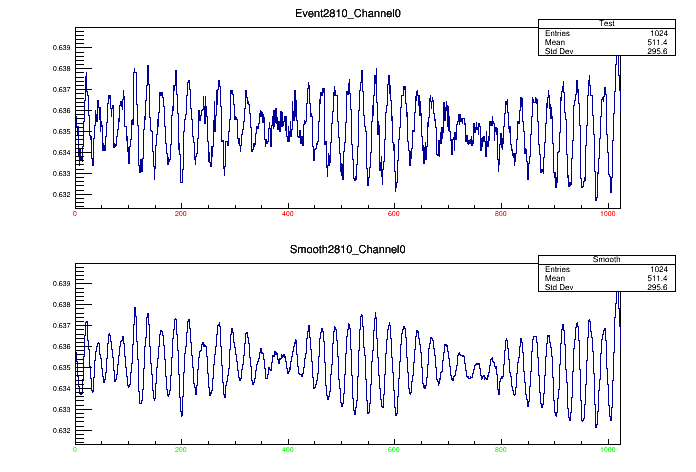 Event2810_Channel0
Test
Entries 1024
Mean 511.4
Std Dev 295.6
0.639
0.638
0.637
0.636
0.635
0.634
0.633
0.632
0 200 400 600 800 1000
Smooth2810_Channel0
Smooth
Entries 1024
Mean 511.4
Std Dev 295.6
0.639
0.638
0.637
0.636
0.635
0.634
0.633
0.632
0 200 400 600 800 1000